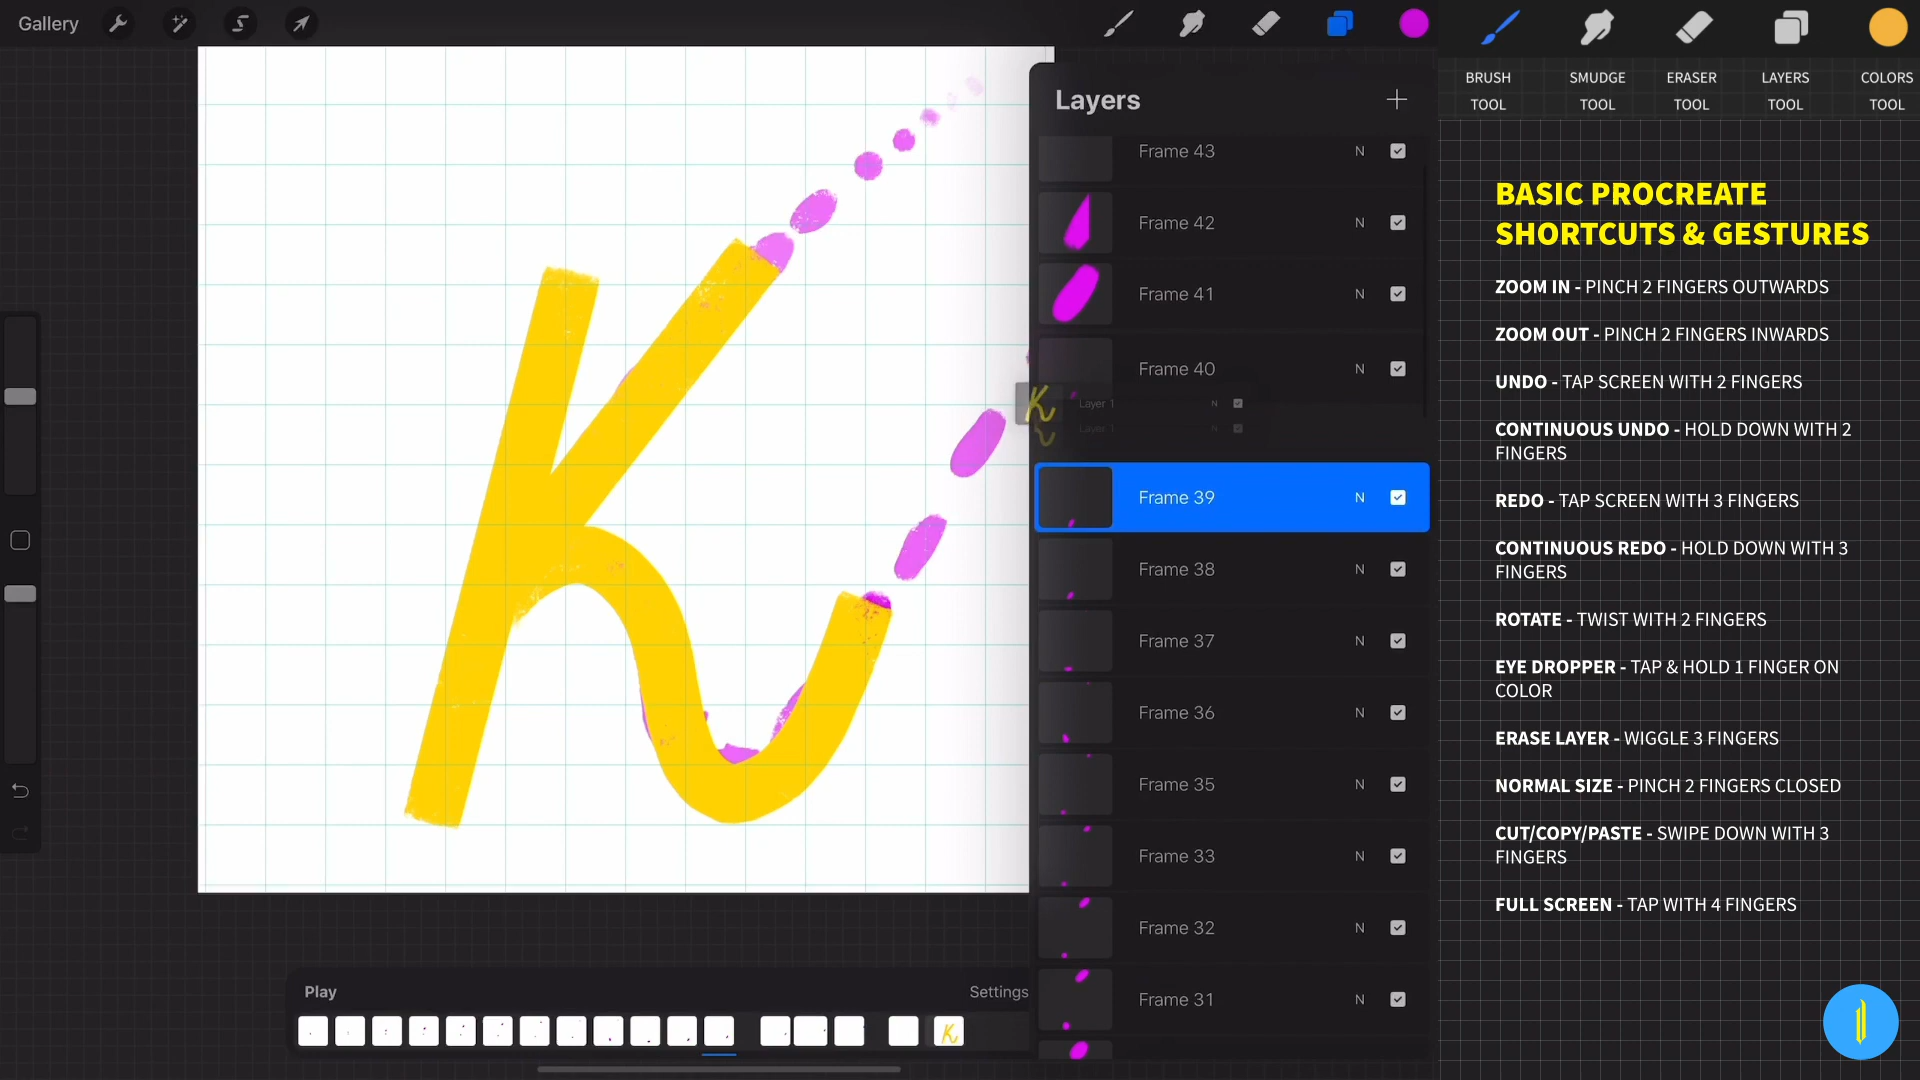 Gallery
Layers
Frame 43 N
Frame 42 N
Frame 41 N
Frame 40 N
Layer 1 N
Layer 1 N
Frame 39 N
Frame 38 N
Frame 37 N
Frame 36 N
Frame 35 N
Frame 33 N
Frame 32 N
Frame 31 N
Play
Settings
K
BRUSH TOOL
SMUDGE TOOL
ERASER TOOL
LAYERS TOOL
COLORS TOOL
BASIC PROCREATE
SHORTCUTS & GESTURES
ZOOM IN - PINCH 2 FINGERS OUTWARDS
ZOOM OUT - PINCH 2 FINGERS INWARDS
UNDO - TAP SCREEN WITH 2 FINGERS
CONTINUOUS UNDO - HOLD DOWN WITH 2
FINGERS
REDO - TAP SCREEN WITH 3 FINGERS
CONTINUOUS REDO - HOLD DOWN WITH 3
FINGERS
ROTATE - TWIST WITH 2 FINGERS
EYE DROPPER - TAP & HOLD 1 FINGER ON
COLOR
ERASE LAYER - WIGGLE 3 FINGERS
NORMAL SIZE - PINCH 2 FINGERS CLOSED
CUT/COPY/PASTE - SWIPE DOWN WITH 3
FINGERS
FULL SCREEN - TAP WITH 4 FINGERS